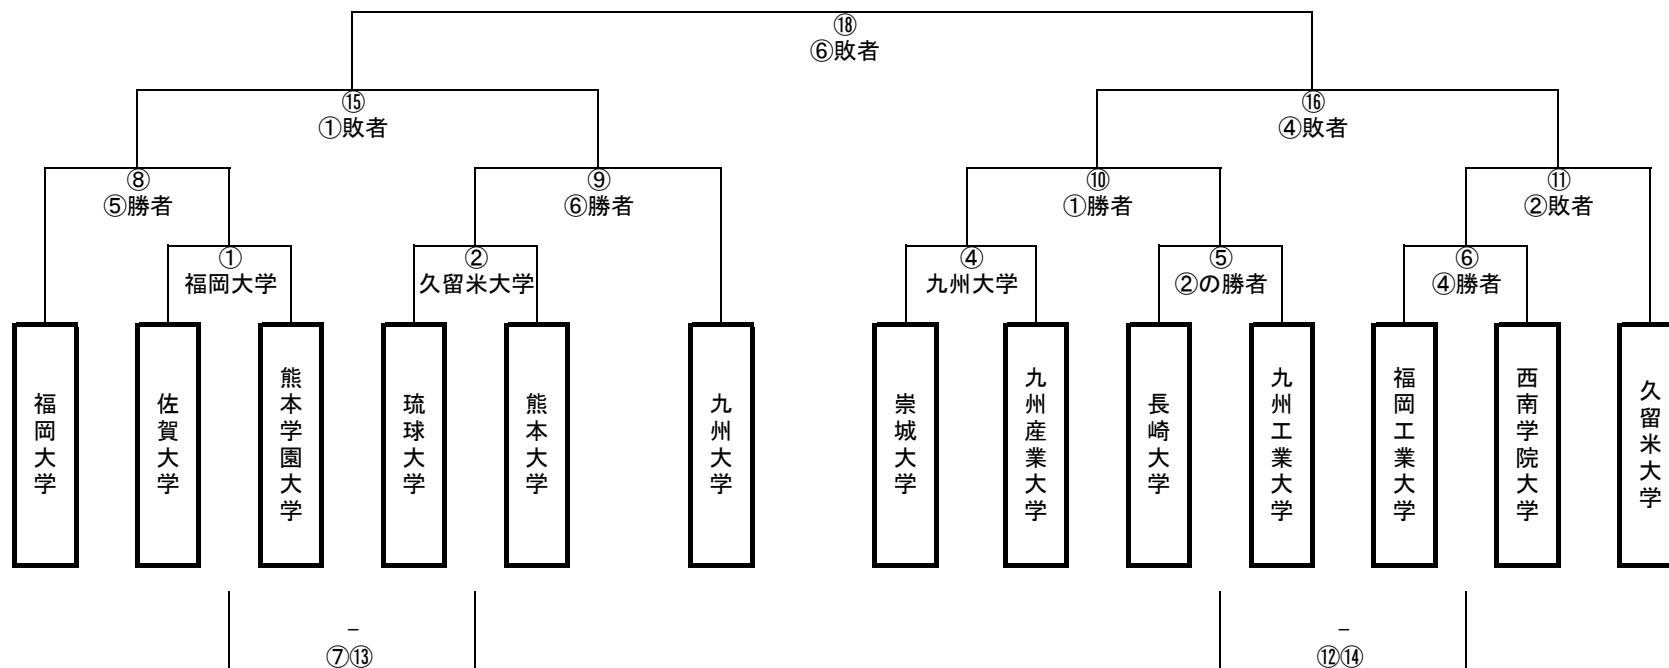 ⑱
⑥敗者
⑮
①敗者
⑯
④敗者
⑧
⑤勝者
⑨
⑥勝者
⑩
①勝者
⑪
②敗者
①
福岡大学
②
久留米大学
④
九州大学
⑤
②の勝者
⑥
④勝者
福岡大学
佐賀大学
熊本学園大学
琉球大学
熊本大学
九州大学
崇城大学
九州産業大学
長崎大学
九州工業大学
福岡工業大学
西南学院大学
久留米大学
–
⑦⑬
–
⑫⑭